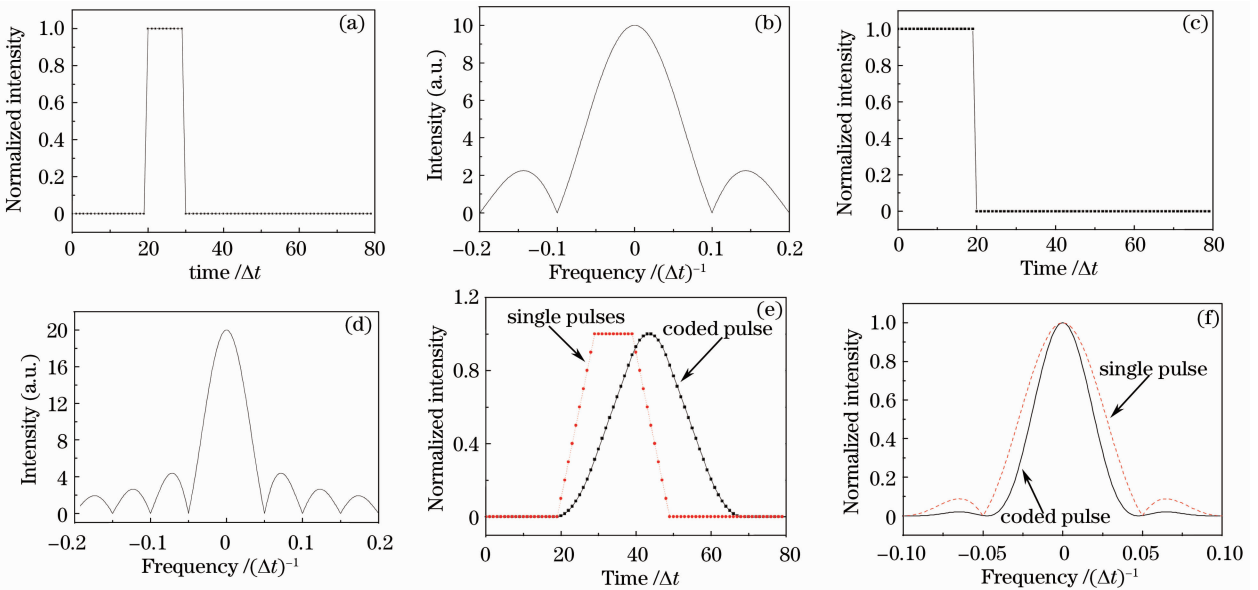 (a)
Normalized intensity
1.0
0.8
0.6
0.4
0.2
0
0 20 40 60 80
time /Δt
(b)
Intensity (a.u.)
10
8
6
4
2
0
−0.2 −0.1 0 0.1 0.2
Frequency /(Δt)⁻¹
(c)
Normalized intensity
1.0
0.8
0.6
0.4
0.2
0
0 20 40 60 80
Time /Δt
(d)
Intensity (a.u.)
20
16
12
8
4
0
−0.2 −0.1 0 0.1 0.2
Frequency /(Δt)⁻¹
(e)
Normalized intensity
1.2
0.8
0.4
0
single pulses
coded pulse
0 20 40 60 80
Time /Δt
(f)
Normalized intensity
1.0
0.8
0.6
0.4
0.2
0
single pulse
coded pulse
−0.10 −0.05 0 0.05 0.10
Frequency /(Δt)⁻¹